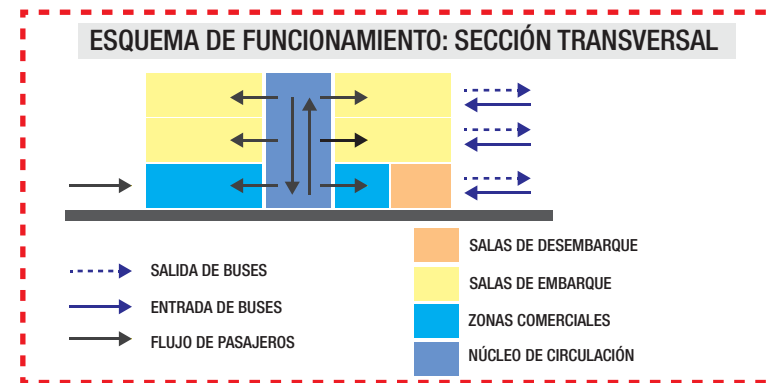 ESQUEMA DE FUNCIONAMIENTO: SECCIÓN TRANSVERSAL
SALIDA DE BUSES
ENTRADA DE BUSES
FLUJO DE PASAJEROS
SALAS DE DESEMBARQUE
SALAS DE EMBARQUE
ZONAS COMERCIALES
NÚCLEO DE CIRCULACIÓN